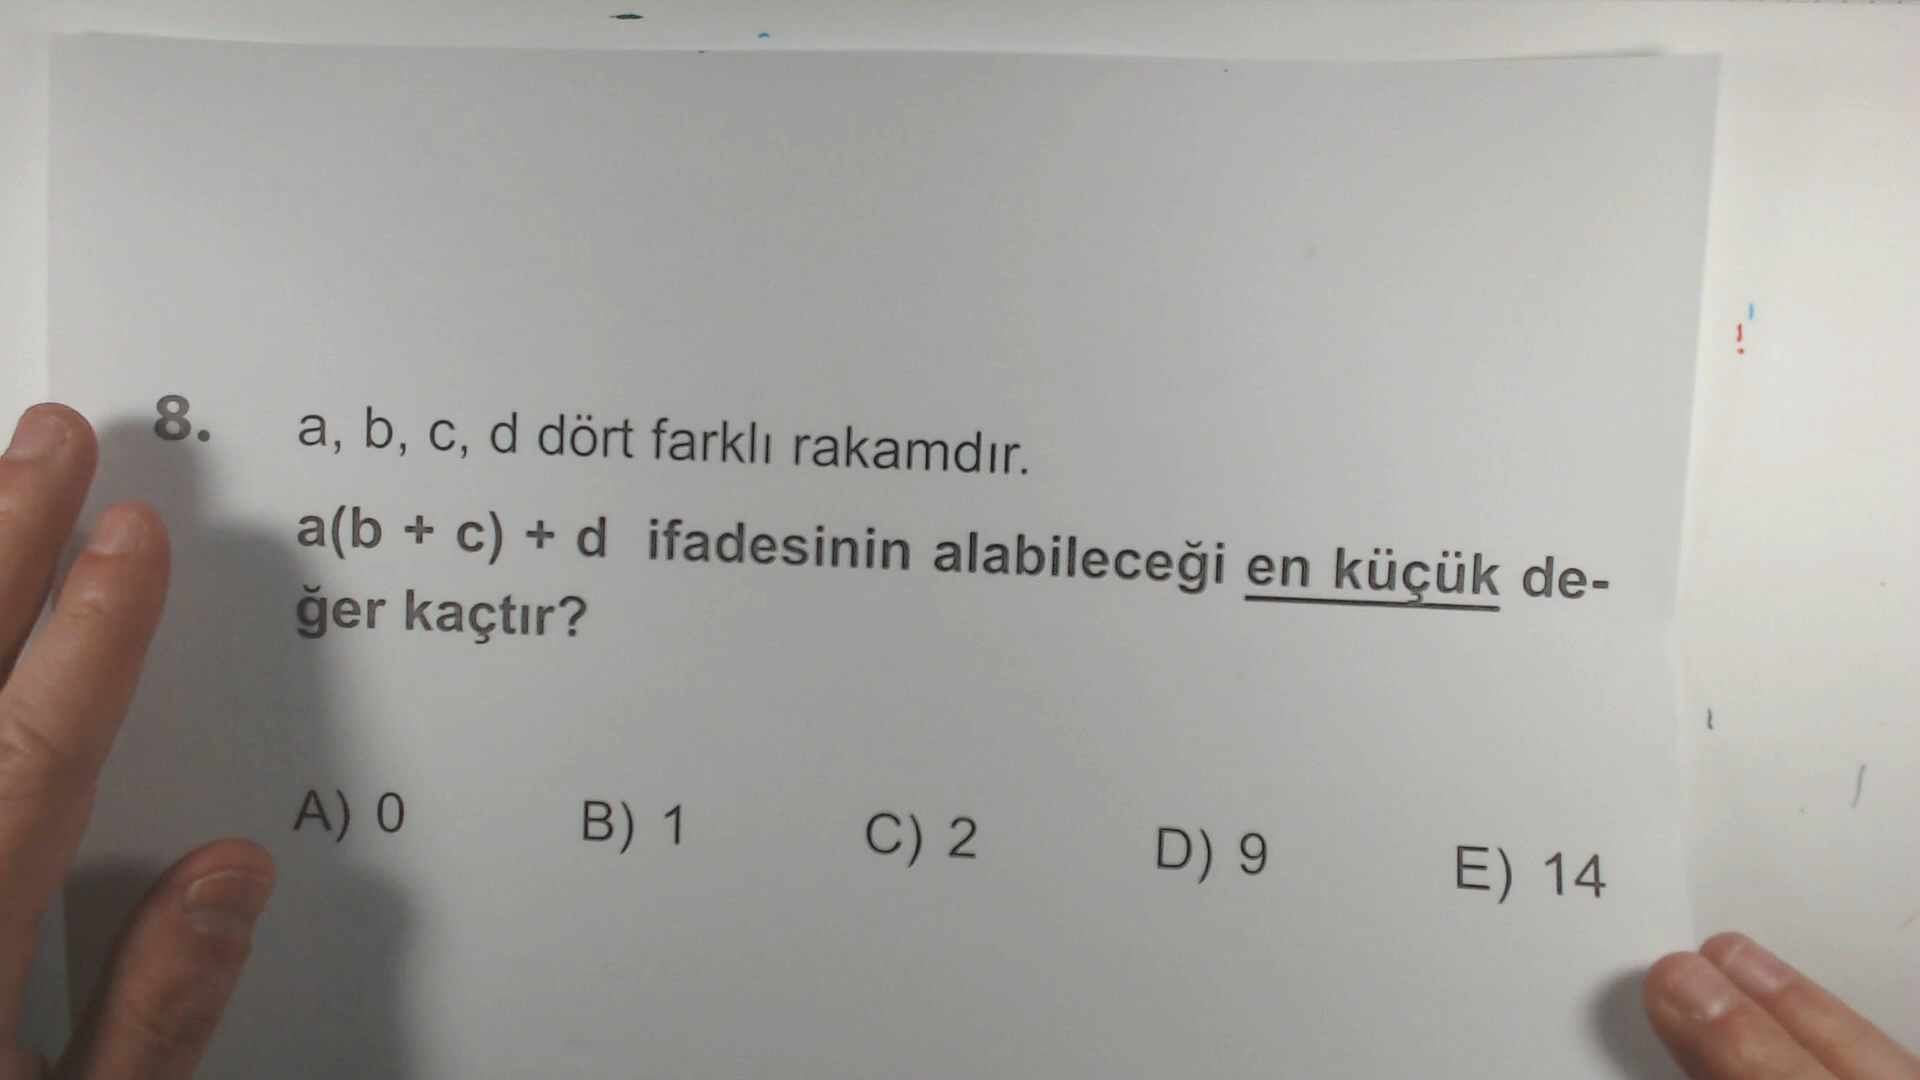 8. a, b, c, d dört farklı rakamdır.
a(b + c) + d ifadesinin alabileceği en küçük de-
ğer kaçtır?
A) 0 B) 1 C) 2 D) 9 E) 14